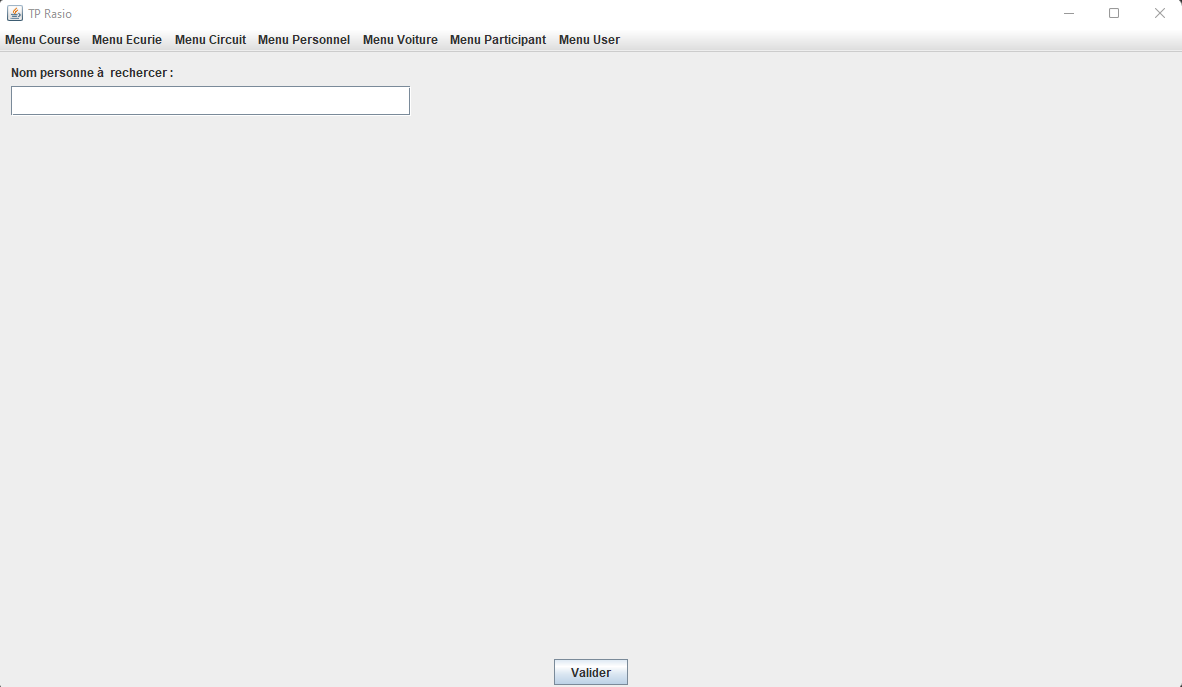 TP Rasio
Menu Course Menu Ecurie Menu Circuit Menu Personnel Menu Voiture Menu Participant Menu User
Nom personne à  rechercer :
Valider